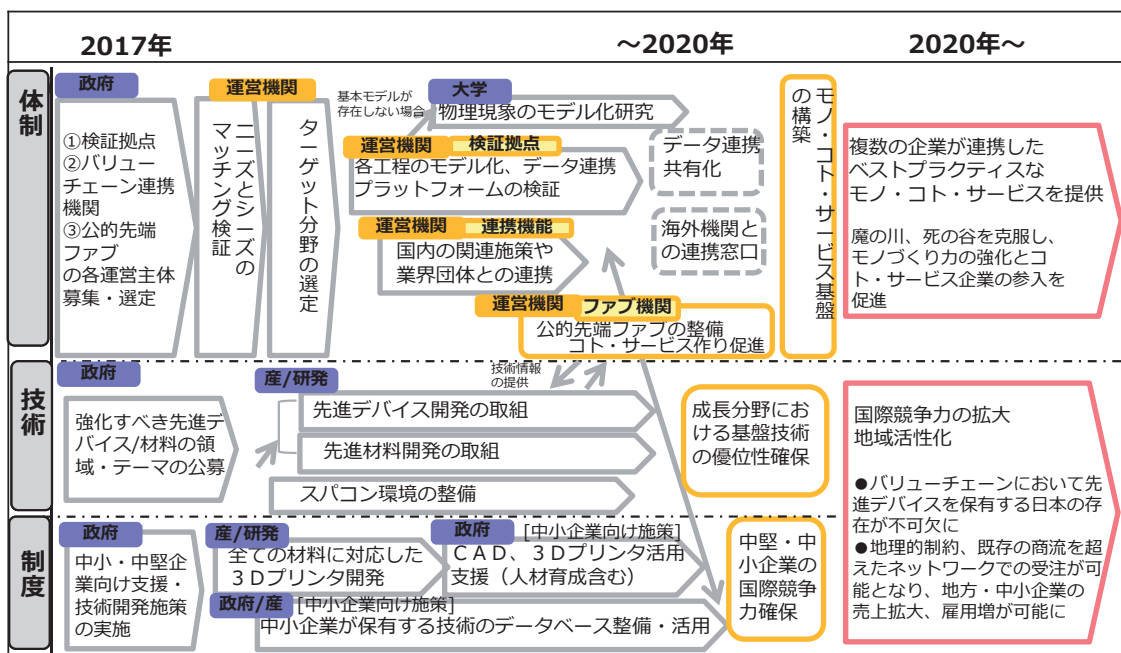 2017年
～2020年
2020年～
体制
政府
①検証拠点
②バリュー
チェーン連携
機関
③公的先端
ファブ
の各運営主体
募集・選定
運営機関
ニーズとシーズの
マッチング検証
ターゲット分野の選定
基本モデルが
存在しない場合
大学
物理現象のモデル化研究
運営機関
検証拠点
各工程のモデル化、データ連携
プラットフォームの検証
運営機関
連携機能
国内の関連施策や
業界団体との連携
データ連携
共有化
海外機関と
の連携窓口
運営機関
ファブ機関
公的先端ファブの整備
コト・サービス作り促進
モノ・コト・サービス基盤
の構築
複数の企業が連携した
ベストプラクティスな
モノ・コト・サービスを提供
魔の川、死の谷を克服し、
モノづくり力の強化とコ
ト・サービス企業の参入を
促進
技術
政府
強化すべき先進デ
バイス/材料の領
域・テーマの公募
産/研発
技術情報
の提供
先進デバイス開発の取組
先進材料開発の取組
スパコン環境の整備
成長分野にお
ける基盤技術
の優位性確保
国際競争力の拡大
地域活性化
●バリューチェーンにおいて先
進デバイスを保有する日本の存
在が不可欠に
●地理的制約、既存の商流を超
えたネットワークでの受注が可
能となり、地方・中小企業の
売上拡大、雇用増が可能に
制度
政府
中小・中堅企
業向け支援・
技術開発施策
の実施
産/研発
全ての材料に対応した
３Ｄプリンタ開発
政府
[中小企業向け施策]
ＣＡＤ、３Ｄプリンタ活用
支援（人材育成含む）
政府/産
[中小企業向け施策]
中小企業が保有する技術のデータベース整備・活用
中堅・中
小企業の
国際競争
力確保